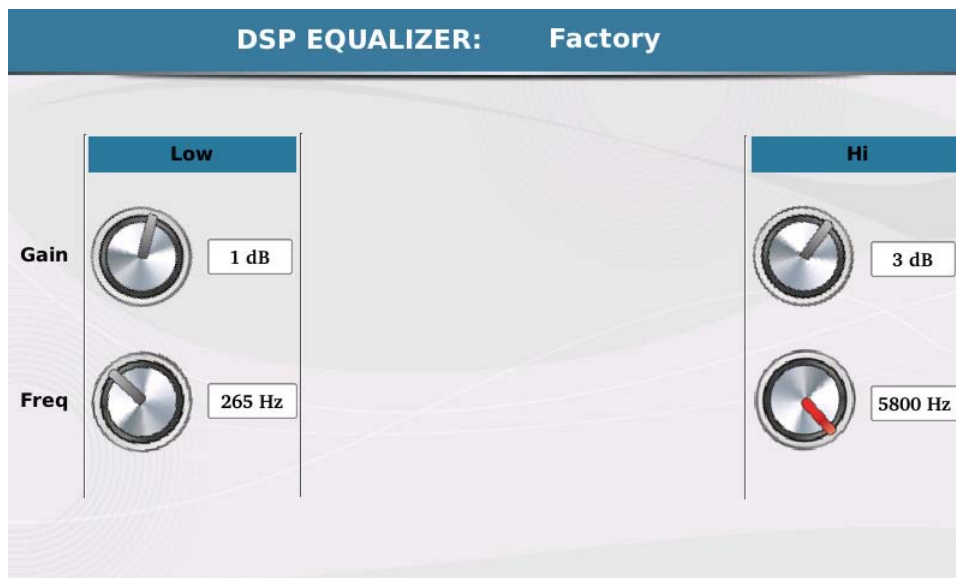 DSP EQUALIZER: Factory
Low
Hi
Gain
1 dB
3 dB
Freq
265 Hz
5800 Hz